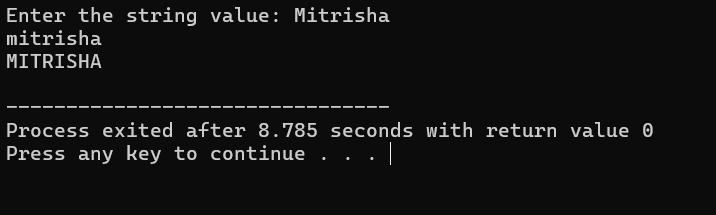 Enter the string value: Mitrisha
mitrisha
MITRISHA
--------------------------------
Process exited after 8.785 seconds with return value 0
Press any key to continue . . .